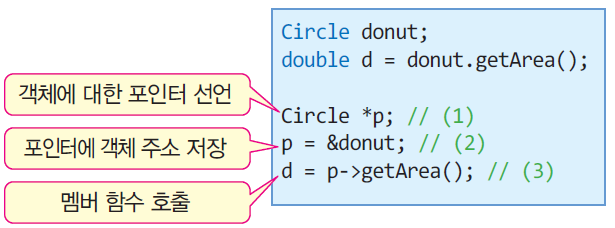 Circle donut;
double d = donut.getArea();
객체에 대한 포인터 선언
Circle *p; // (1)
포인터에 객체 주소 저장
p = &donut; // (2)
멤버 함수 호출
d = p->getArea(); // (3)